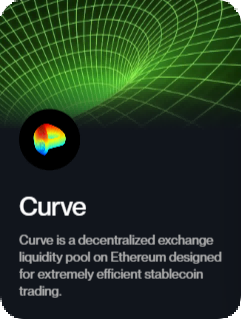 Curve
Curve is a decentralized exchange
liquidity pool on Ethereum designed
for extremely efficient stablecoin
trading.